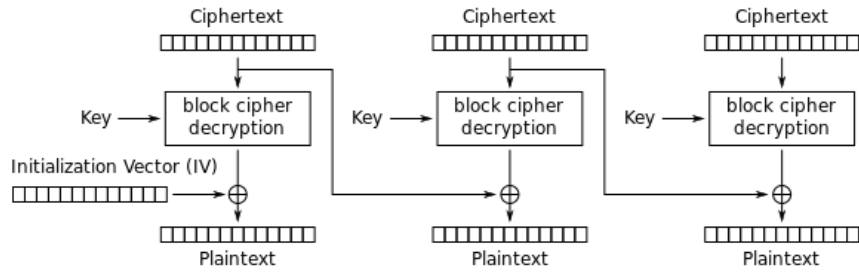 Ciphertext Ciphertext Ciphertext
Key block cipher decryption Key block cipher decryption Key block cipher decryption
Initialization Vector (IV)
Plaintext Plaintext Plaintext